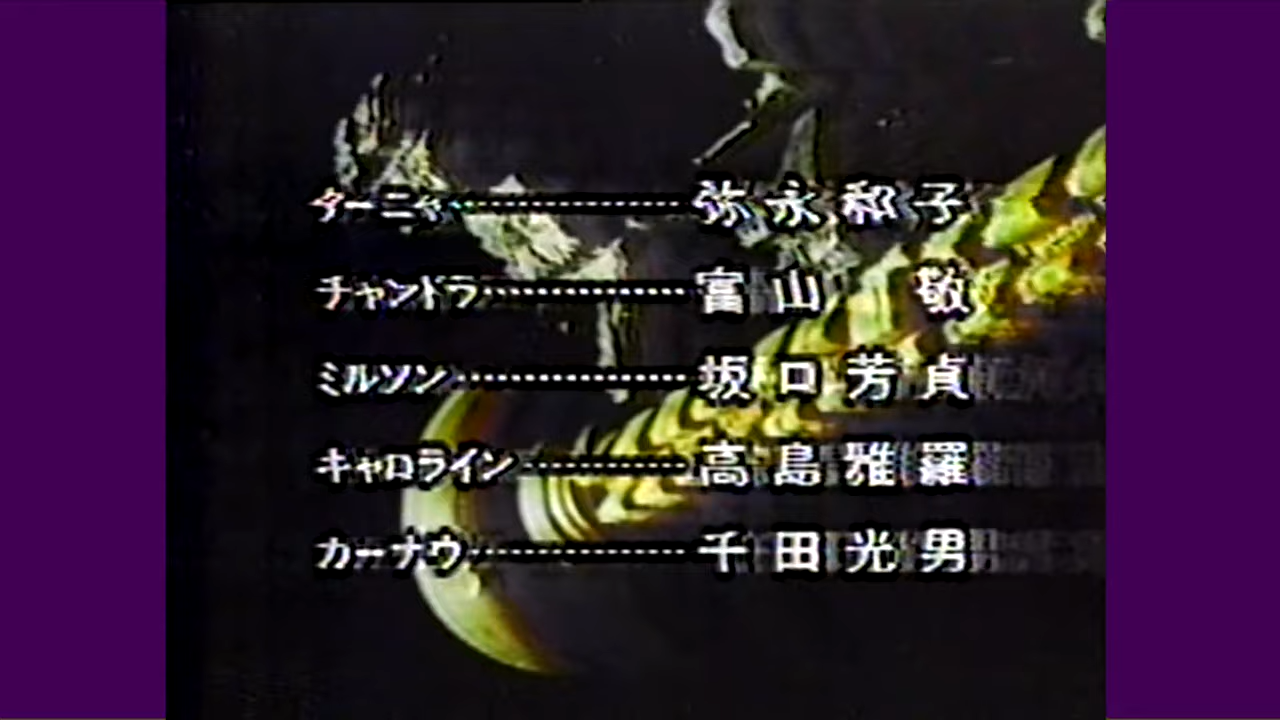 ターニャ………………弥永和子
チャンドラ……………富山 敬
ミルソン………………坂口芳貞
キャロライン…………高島雅羅
カーナウ………………千田光男